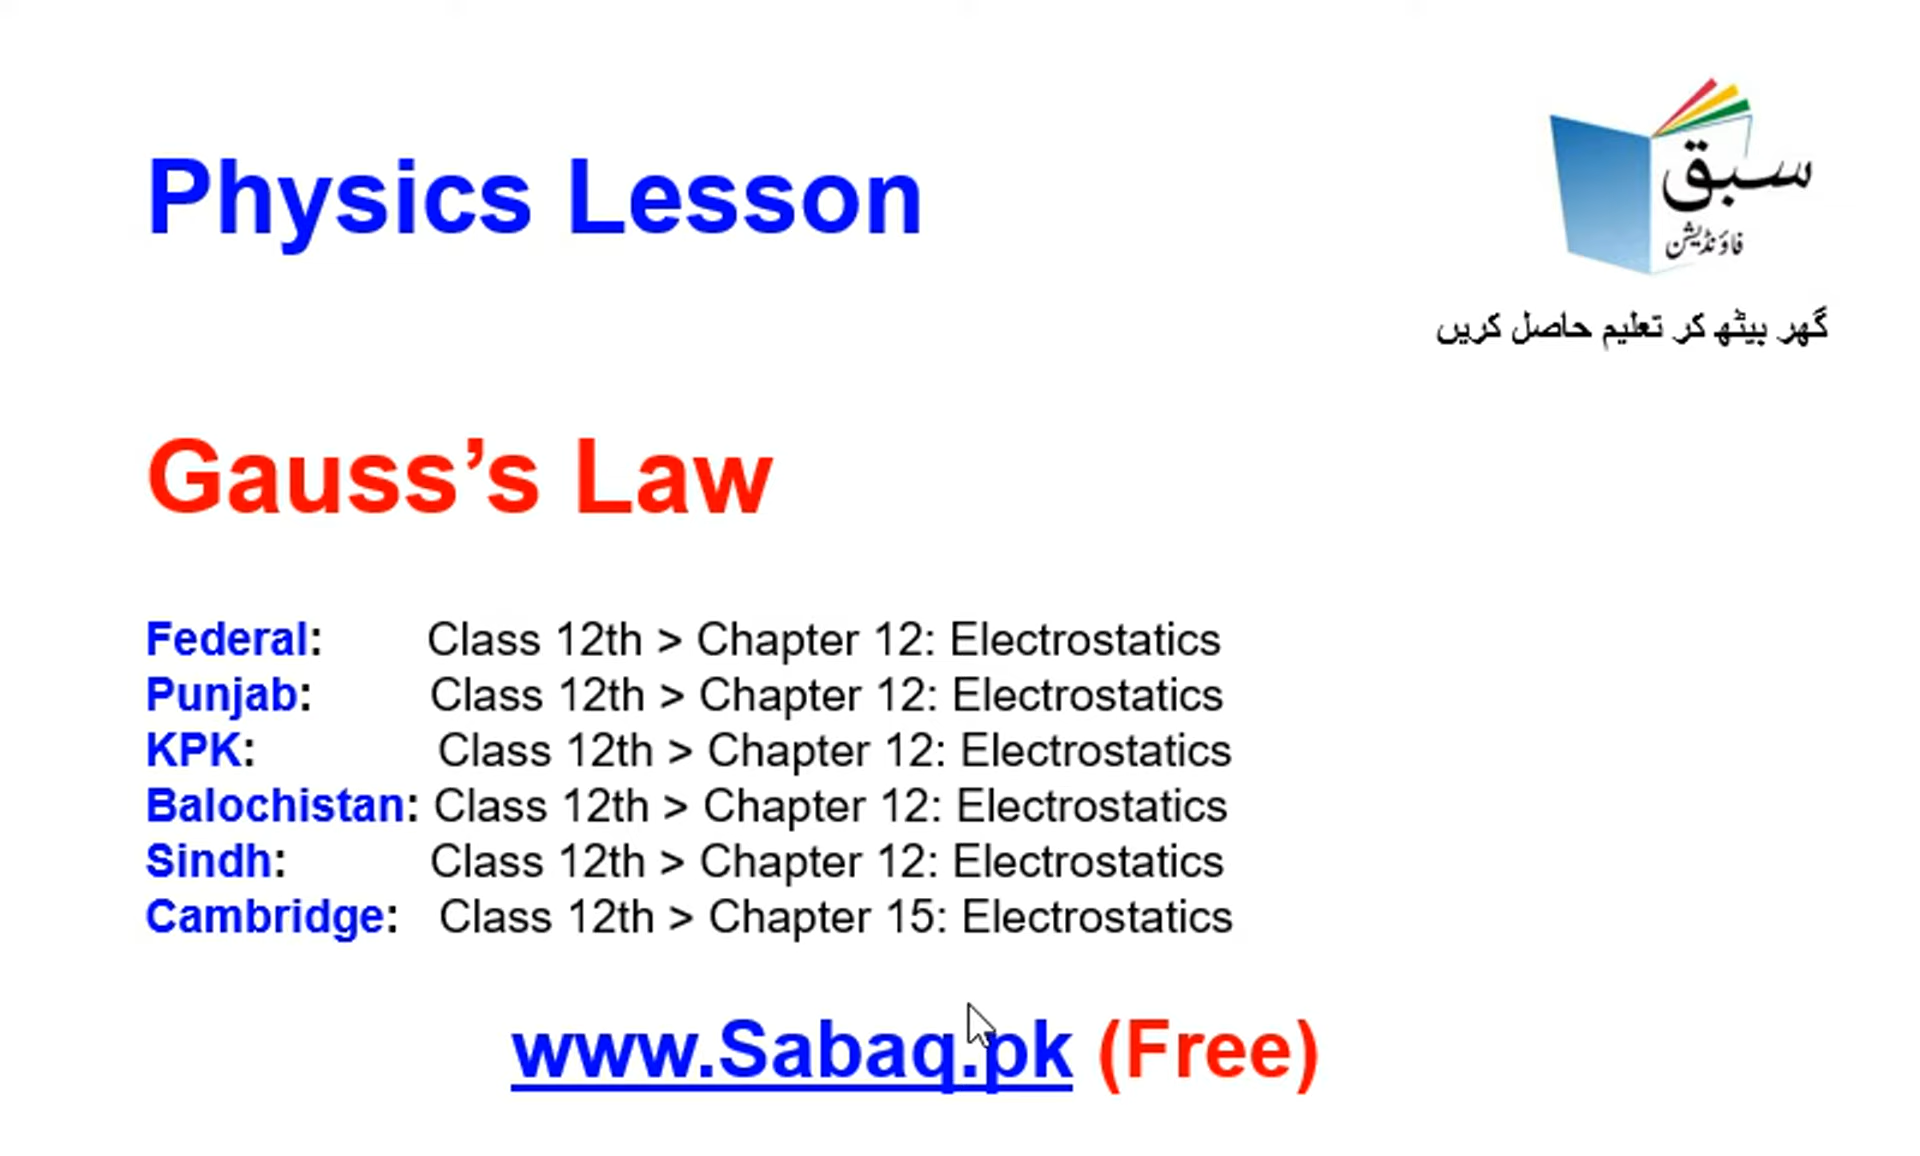 Physics Lesson
سبق
فاؤنڈیشن
گھر بیٹھ کر تعلیم حاصل کریں
Gauss’s Law
Federal: Class 12th > Chapter 12: Electrostatics
Punjab: Class 12th > Chapter 12: Electrostatics
KPK: Class 12th > Chapter 12: Electrostatics
Balochistan: Class 12th > Chapter 12: Electrostatics
Sindh: Class 12th > Chapter 12: Electrostatics
Cambridge: Class 12th > Chapter 15: Electrostatics
www.Sabaq.pk (Free)